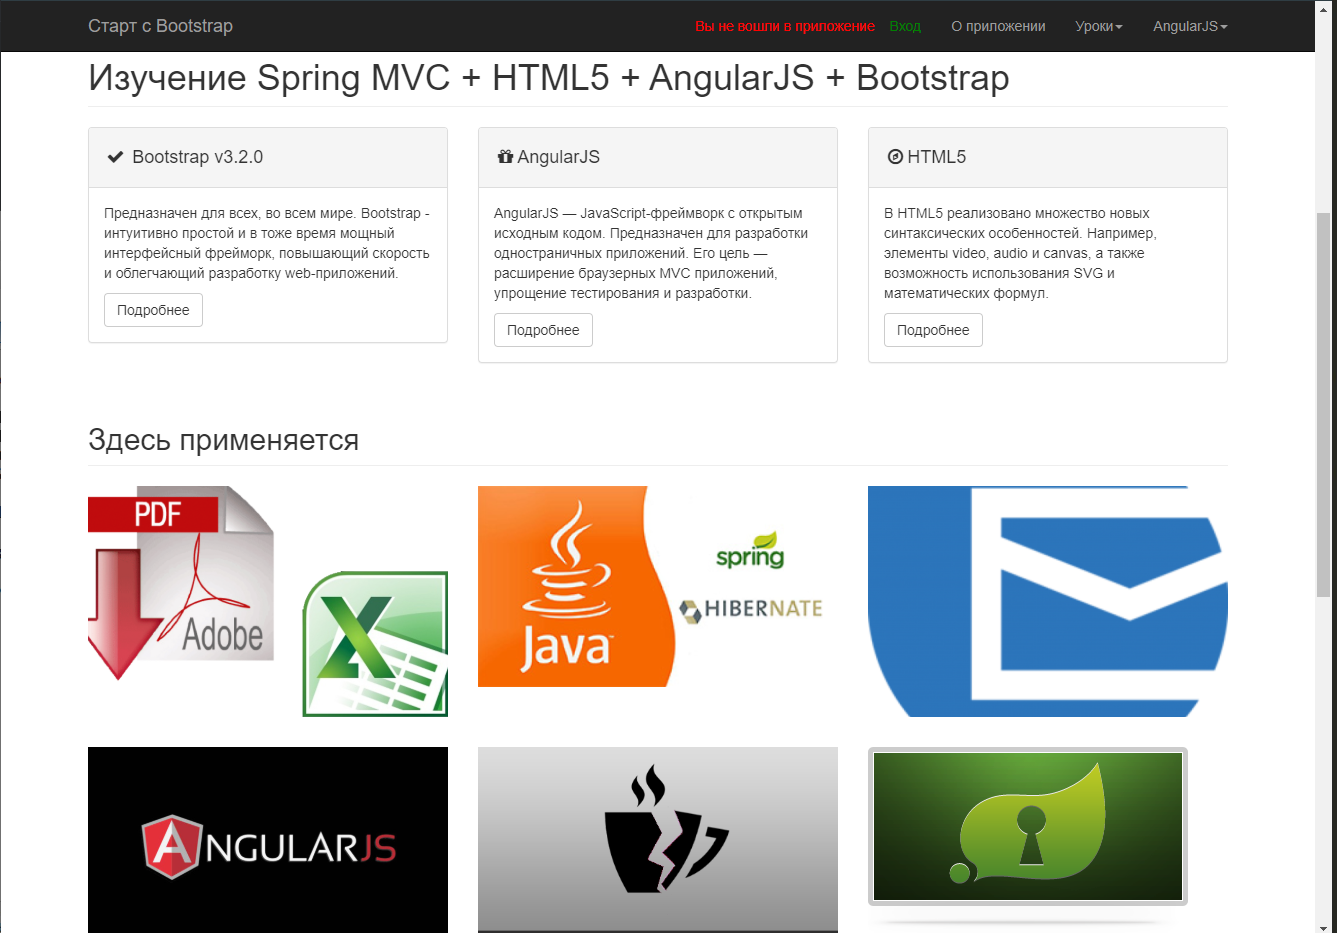 Старт с Bootstrap
Вы не вошли в приложение Вход О приложении Уроки AngularJS
Изучение Spring MVC + HTML5 + AngularJS + Bootstrap
Bootstrap v3.2.0
Предназначен для всех, во всем мире. Bootstrap -
интуитивно простой и в тоже время мощный
интерфейсный фрейморк, повышающий скорость
и облегчающий разработку web-приложений.
Подробнее
AngularJS
AngularJS — JavaScript-фреймворк с открытым
исходным кодом. Предназначен для разработки
одностраничных приложений. Его цель —
расширение браузерных MVC приложений,
упрощение тестирования и разработки.
Подробнее
HTML5
В HTML5 реализовано множество новых
синтаксических особенностей. Например,
элементы video, audio и canvas, а также
возможность использования SVG и
математических формул.
Подробнее
Здесь применяется
PDF
Adobe
X
Java™
spring
HIBERNATE
ANGULARJS